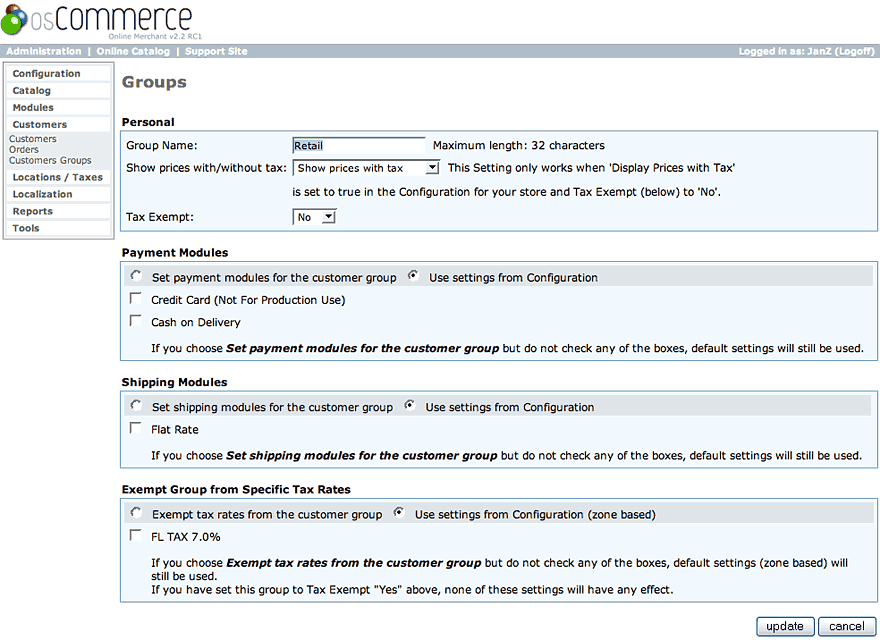 osCommerce
Online Merchant v2.2 RC1
Administration | Online Catalog | Support Site
Logged in as: JanZ (Logoff)
Configuration
Catalog
Modules
Customers
Customers
Orders
Customers Groups
Locations / Taxes
Localization
Reports
Tools
Groups
Personal
Group Name: Retail Maximum length: 32 characters
Show prices with/without tax: Show prices with tax This Setting only works when 'Display Prices with Tax'
is set to true in the Configuration for your store and Tax Exempt (below) to 'No'.
Tax Exempt: No
Payment Modules
Set payment modules for the customer group Use settings from Configuration
Credit Card (Not For Production Use)
Cash on Delivery
If you choose Set payment modules for the customer group but do not check any of the boxes, default settings will still be used.
Shipping Modules
Set shipping modules for the customer group Use settings from Configuration
Flat Rate
If you choose Set shipping modules for the customer group but do not check any of the boxes, default settings will still be used.
Exempt Group from Specific Tax Rates
Exempt tax rates from the customer group Use settings from Configuration (zone based)
FL TAX 7.0%
If you choose Exempt tax rates from the customer group but do not check any of the boxes, default settings (zone based) will
still be used.
If you have set this group to Tax Exempt "Yes" above, none of these settings will have any effect.
update cancel